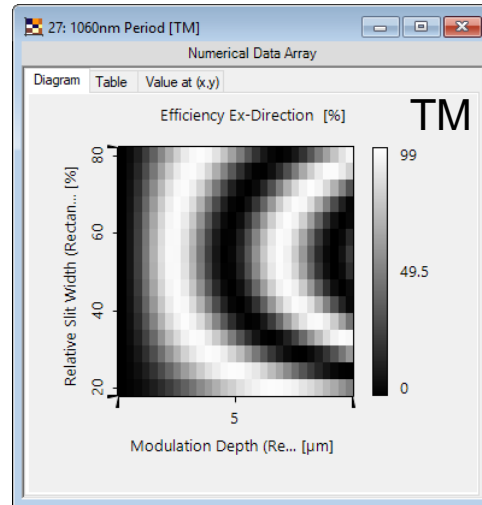 27: 1060nm Period [TM]
Numerical Data Array
Diagram Table Value at (x,y)
Efficiency Ex-Direction [%]
TM
Relative Slit Width (Rectan... [%]
80
60
40
20
99
49.5
0
5
Modulation Depth (Re... [µm]